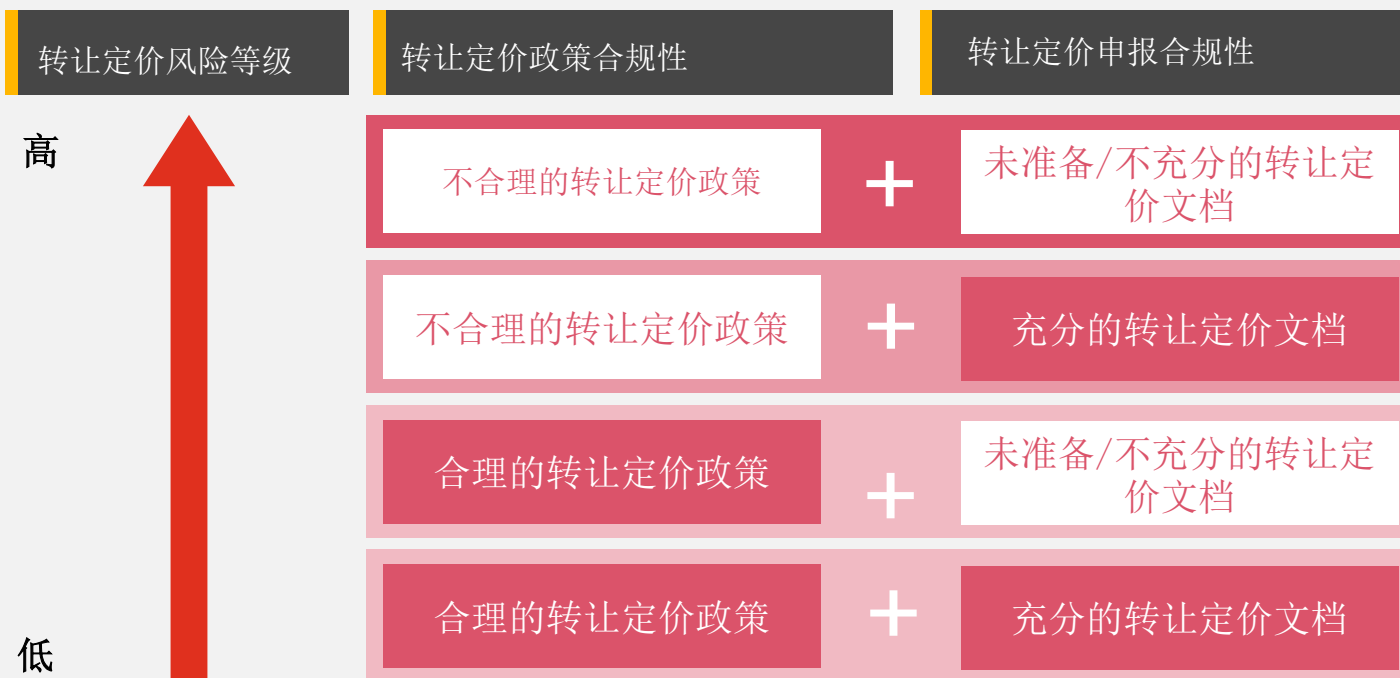 转让定价风险等级
转让定价政策合规性
转让定价申报合规性
高
不合理的转让定价政策
+
未准备/不充分的转让定
价文档
不合理的转让定价政策
+
充分的转让定价文档
合理的转让定价政策
+
未准备/不充分的转让定
价文档
合理的转让定价政策
+
充分的转让定价文档
低